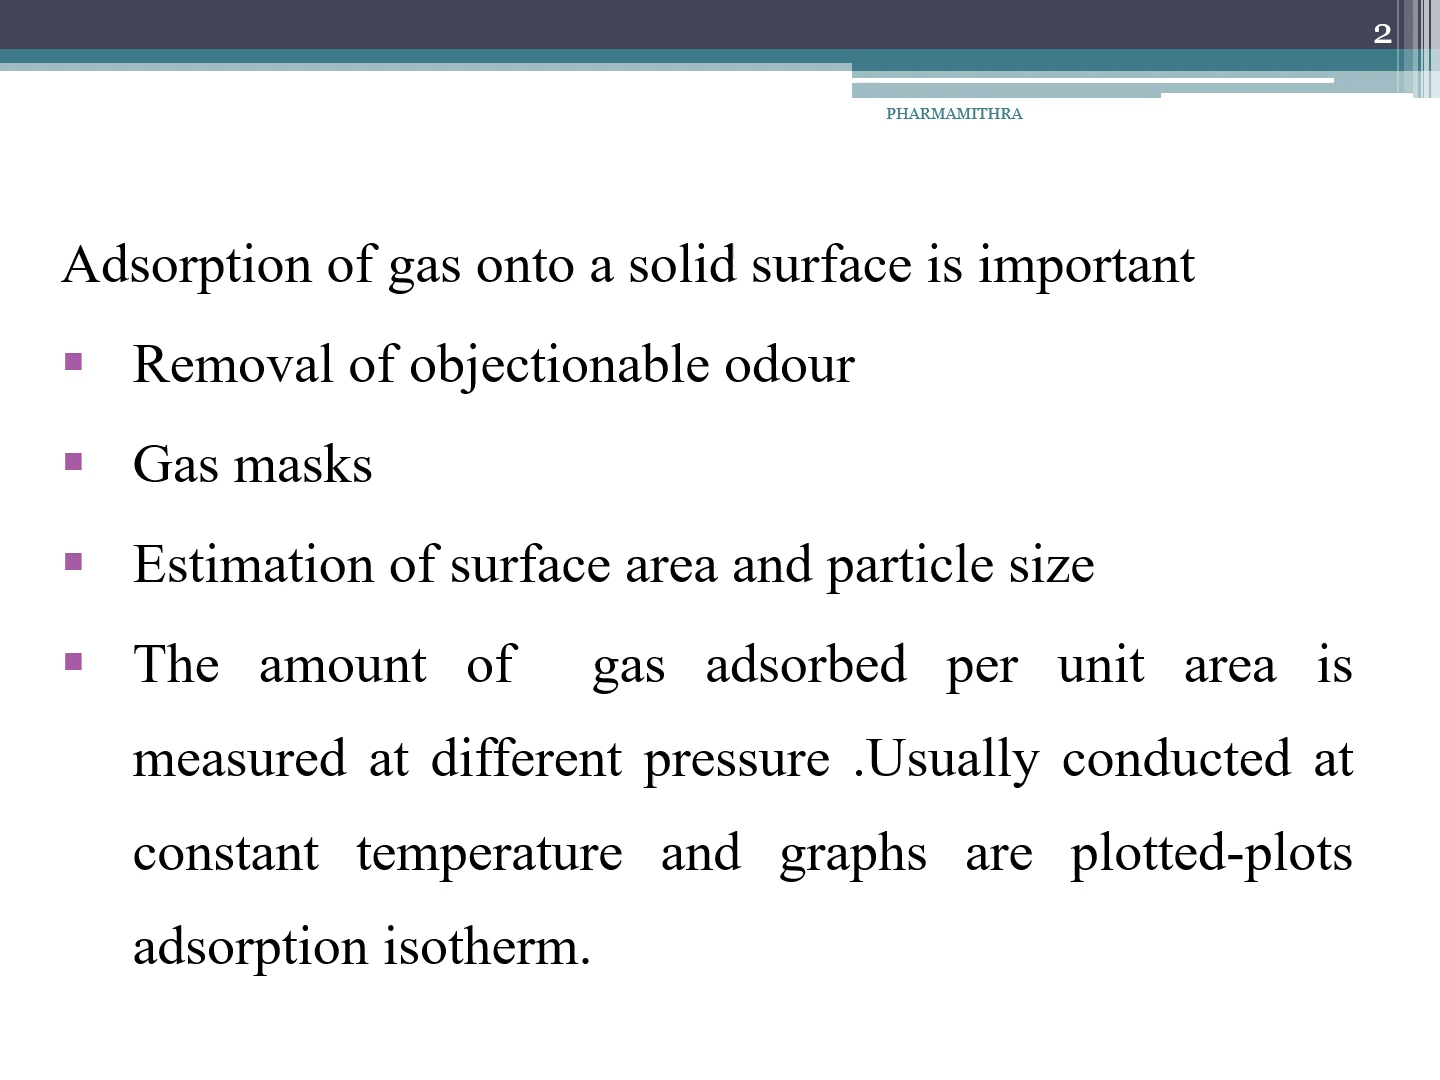 2
PHARMAMITHRA
Adsorption of gas onto a solid surface is important
▪ Removal of objectionable odour
▪ Gas masks
▪ Estimation of surface area and particle size
▪ The amount of  gas adsorbed per unit area is
measured at different pressure .Usually conducted at
constant temperature and graphs are plotted-plots
adsorption isotherm.